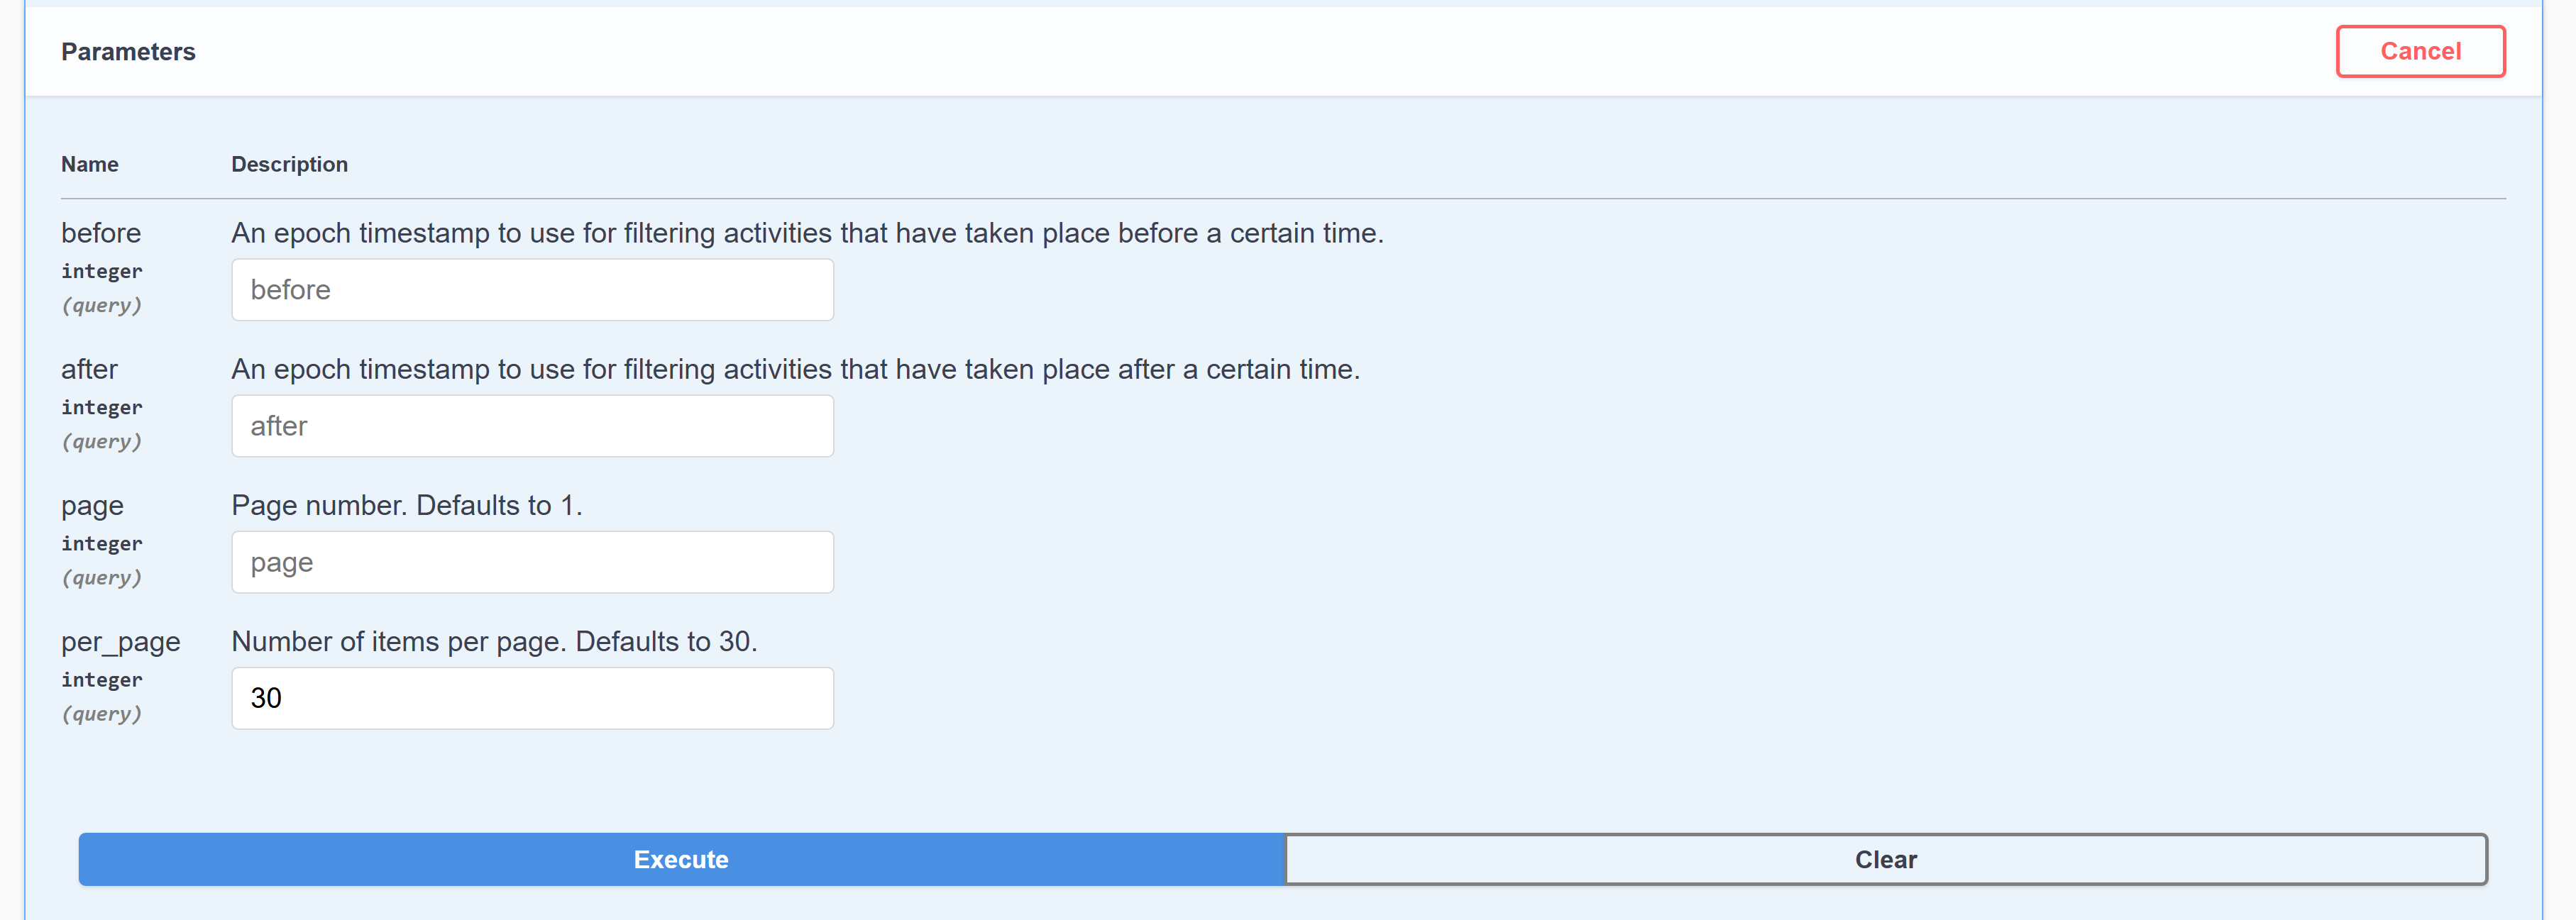 Parameters
Cancel
Name Description
before An epoch timestamp to use for filtering activities that have taken place before a certain time.
integer
before
(query)
after An epoch timestamp to use for filtering activities that have taken place after a certain time.
integer
after
(query)
page Page number. Defaults to 1.
integer
page
(query)
per_page Number of items per page. Defaults to 30.
integer
30
(query)
Execute Clear